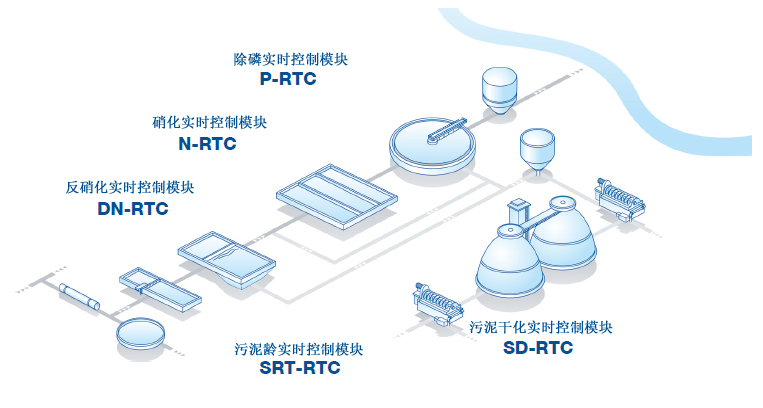 除磷实时控制模块
P-RTC
硝化实时控制模块
N-RTC
反硝化实时控制模块
DN-RTC
污泥干化实时控制模块
SD-RTC
污泥龄实时控制模块
SRT-RTC